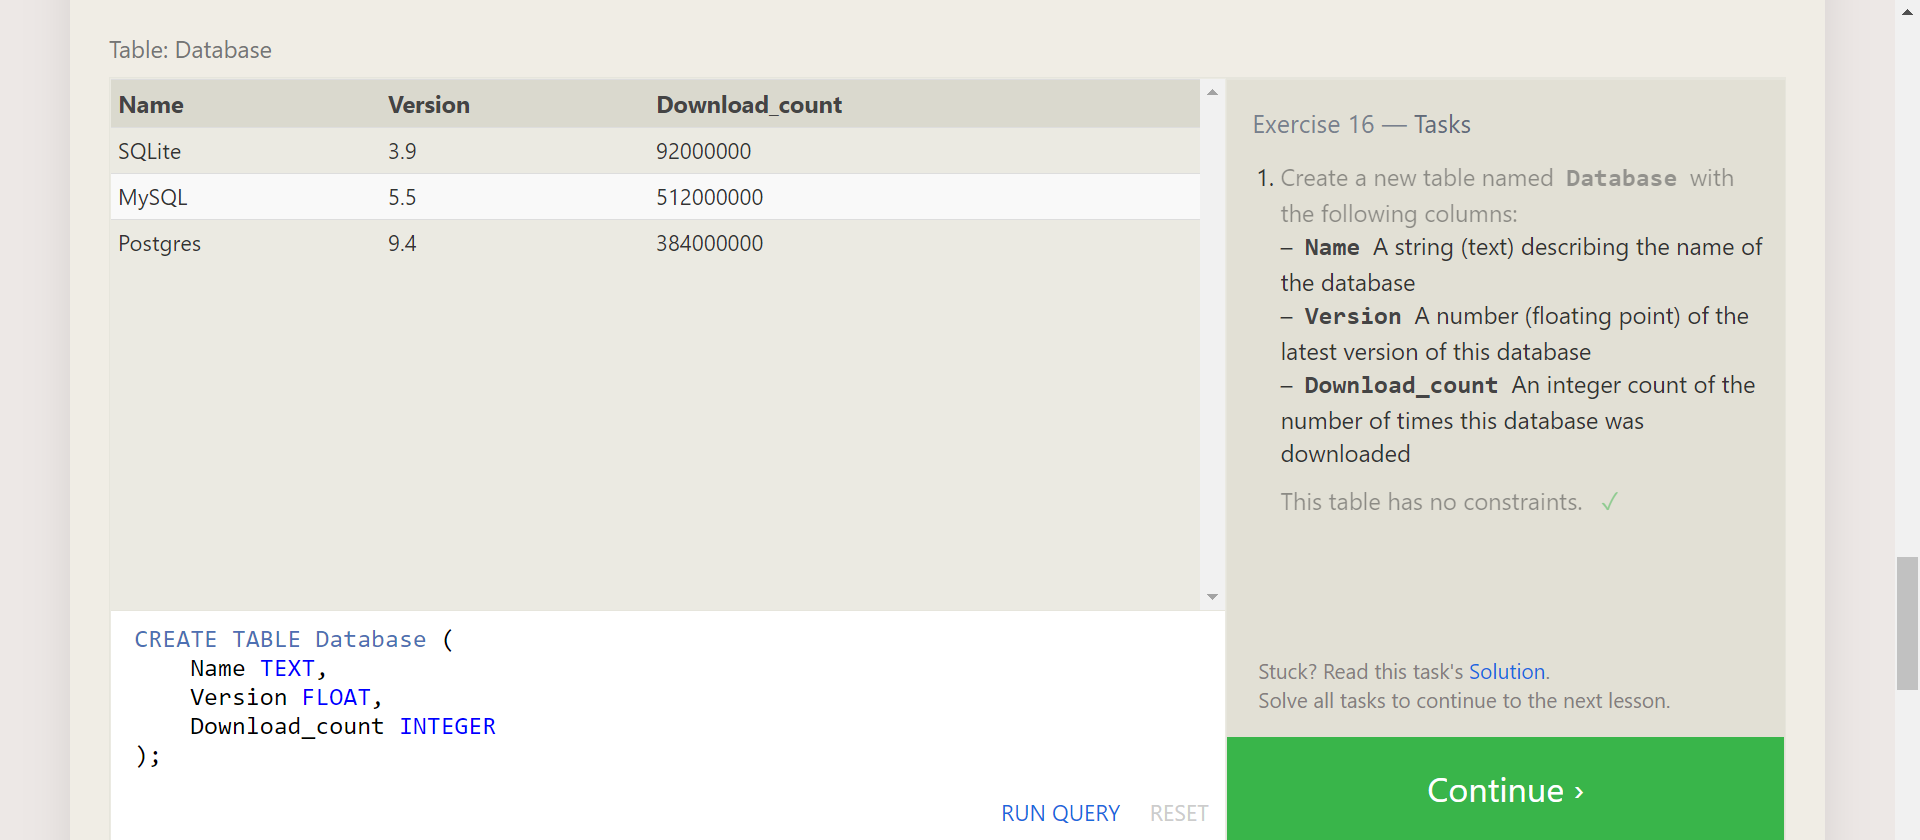 Table: Database
Name Version Download_count
SQLite 3.9 92000000
MySQL 5.5 512000000
Postgres 9.4 384000000
CREATE TABLE Database (
    Name TEXT,
    Version FLOAT,
    Download_count INTEGER
);
RUN QUERY RESET
Exercise 16 — Tasks
1. Create a new table named Database with
the following columns:
– Name A string (text) describing the name of
the database
– Version A number (floating point) of the
latest version of this database
– Download_count An integer count of the
number of times this database was
downloaded
This table has no constraints. ✓
Stuck? Read this task's Solution.
Solve all tasks to continue to the next lesson.
Continue ›